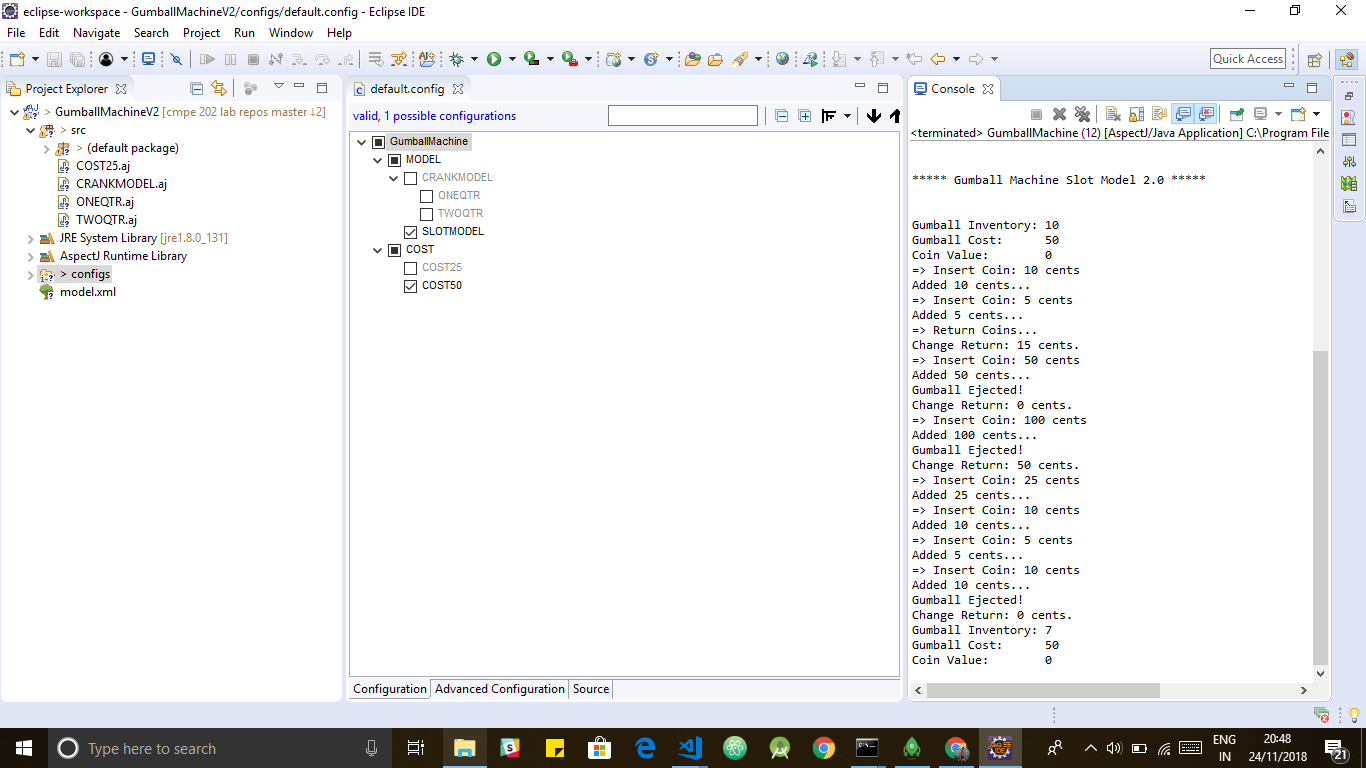 eclipse-workspace - GumballMachineV2/configs/default.config - Eclipse IDE
File Edit Navigate Search Project Run Window Help
Quick Access
Project Explorer
> GumballMachineV2 [cmpe 202 lab repos master ↓2]
> src
> (default package)
COST25.aj
CRANKMODEL.aj
ONEQTR.aj
TWOQTR.aj
JRE System Library [jre1.8.0_131]
AspectJ Runtime Library
> configs
model.xml
default.config
valid, 1 possible configurations
GumballMachine
MODEL
CRANKMODEL
ONEQTR
TWOQTR
SLOTMODEL
COST
COST25
COST50
Configuration Advanced Configuration Source
Console
<terminated> GumballMachine (12) [AspectJ/Java Application] C:\Program File
***** Gumball Machine Slot Model 2.0 *****
Gumball Inventory: 10
Gumball Cost: 50
Coin Value: 0
=> Insert Coin: 10 cents
Added 10 cents...
=> Insert Coin: 5 cents
Added 5 cents...
=> Return Coins...
Change Return: 15 cents.
=> Insert Coin: 50 cents
Added 50 cents...
Gumball Ejected!
Change Return: 0 cents.
=> Insert Coin: 100 cents
Added 100 cents...
Gumball Ejected!
Change Return: 50 cents.
=> Insert Coin: 25 cents
Added 25 cents...
=> Insert Coin: 10 cents
Added 10 cents...
=> Insert Coin: 5 cents
Added 5 cents...
=> Insert Coin: 10 cents
Added 10 cents...
Gumball Ejected!
Change Return: 0 cents.
Gumball Inventory: 7
Gumball Cost: 50
Coin Value: 0
Type here to search
ENG
IN
20:48
24/11/2018
21